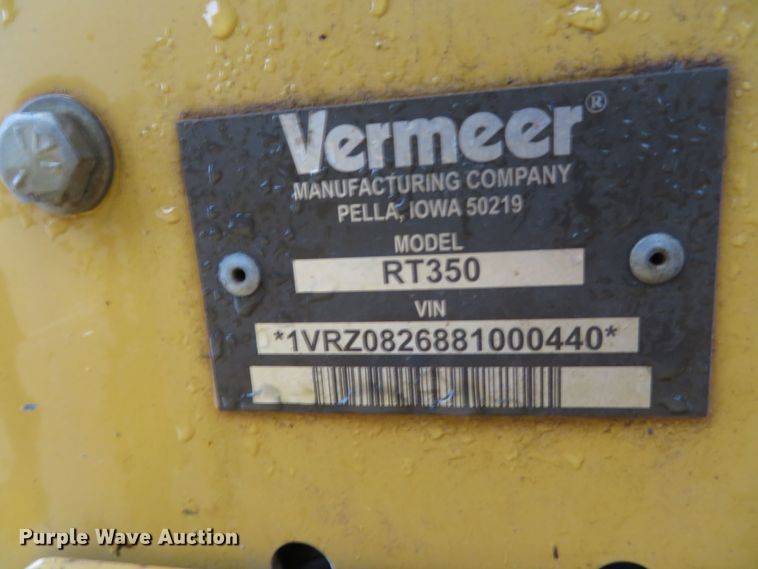 Vermeer®
MANUFACTURING COMPANY
PELLA, IOWA 50219
MODEL
RT350
VIN
*1VRZ0826881000440*
Purple Wave Auction